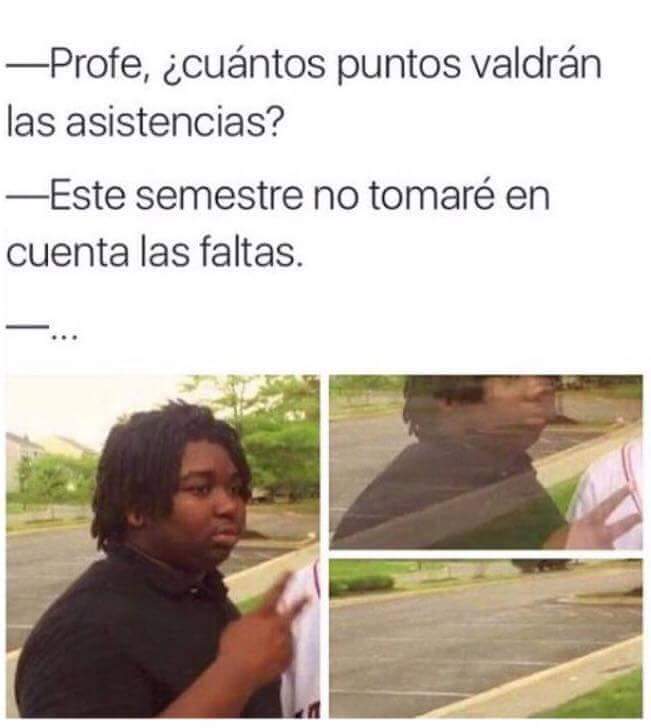 —Profe, ¿cuántos puntos valdrán
las asistencias?
—Este semestre no tomaré en
cuenta las faltas.
—...